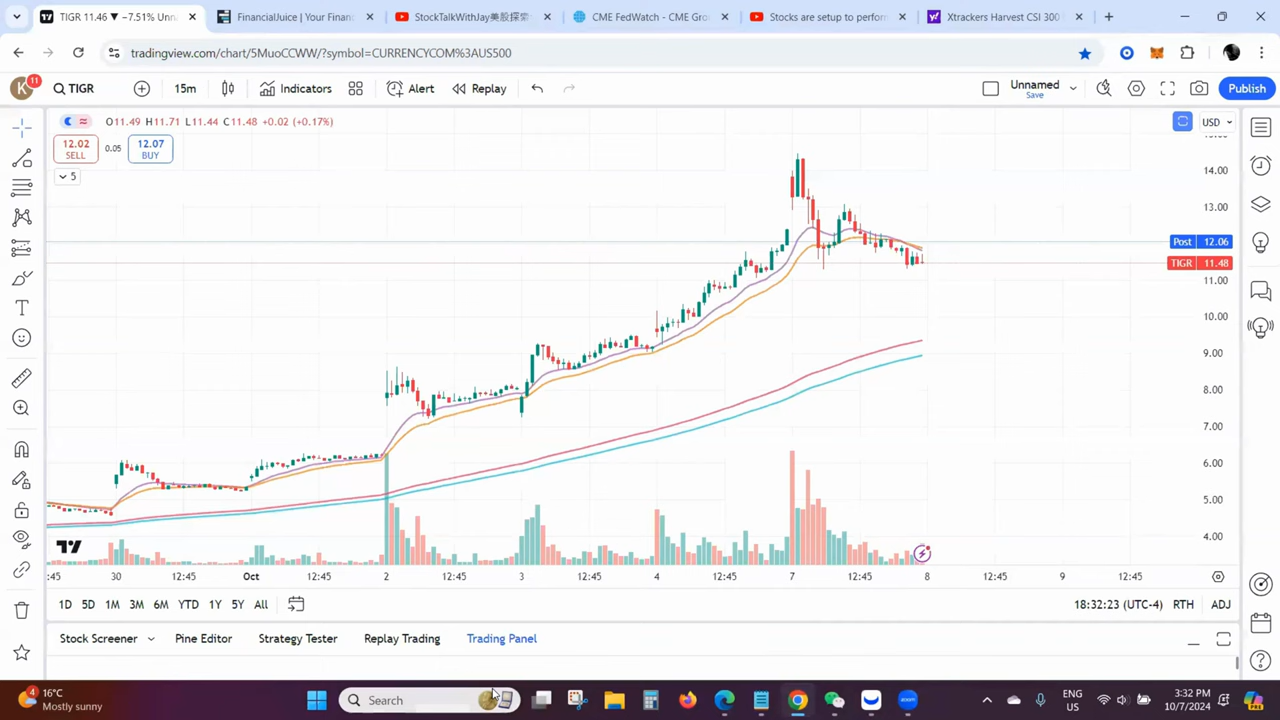 TIGR 11.46 ▼ −7.51% Unna
FinancialJuice | Your Finan
StockTalkWithJay美股探索
CME FedWatch - CME Gro
Stocks are setup to perform
Xtrackers Harvest CSI 300
tradingview.com/chart/5MuoCCWW/?symbol=CURRENCYCOM%3AUS500
K 11 TIGR 15m Indicators Alert Replay Unnamed Save Publish
O11.49 H11.71 L11.44 C11.48 +0.02 (+0.17%)
USD
12.02 SELL 0.05 12.07 BUY
5
14.00
13.00
Post 12.06
TIGR 11.48
11.00
10.00
9.00
8.00
7.00
6.00
5.00
4.00
:45 30 12:45 Oct 12:45 2 12:45 3 12:45 4 12:45 7 12:45 8 12:45 9 12:45
1D 5D 1M 3M 6M YTD 1Y 5Y All 18:32:23 (UTC-4) RTH ADJ
Stock Screener Pine Editor Strategy Tester Replay Trading Trading Panel
4 16°C
Mostly sunny
Search
ENG
US
3:32 PM
10/7/2024